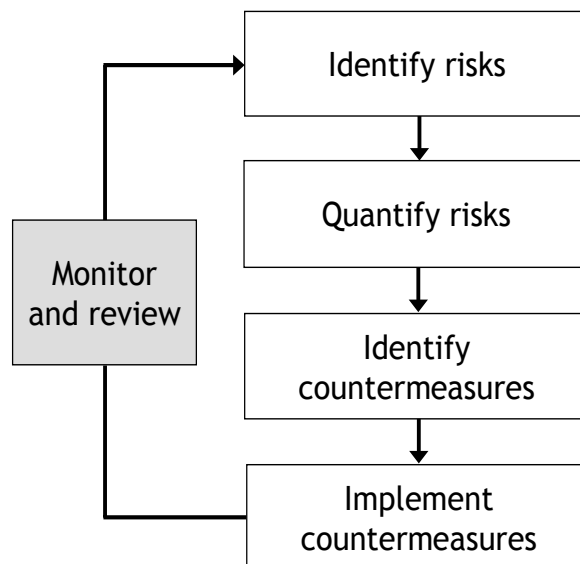 Identify risks
Quantify risks
Monitor
and review
Identify
countermeasures
Implement
countermeasures